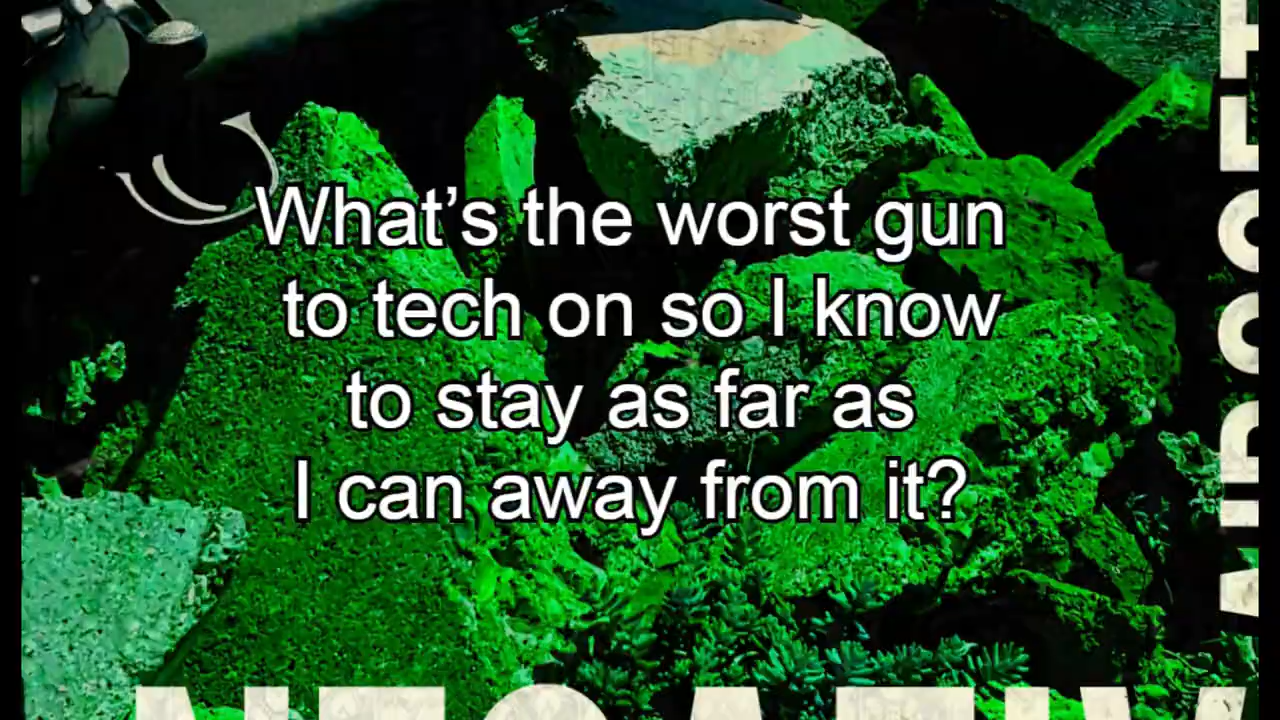 What’s the worst gun
to tech on so I know
to stay as far as
I can away from it?